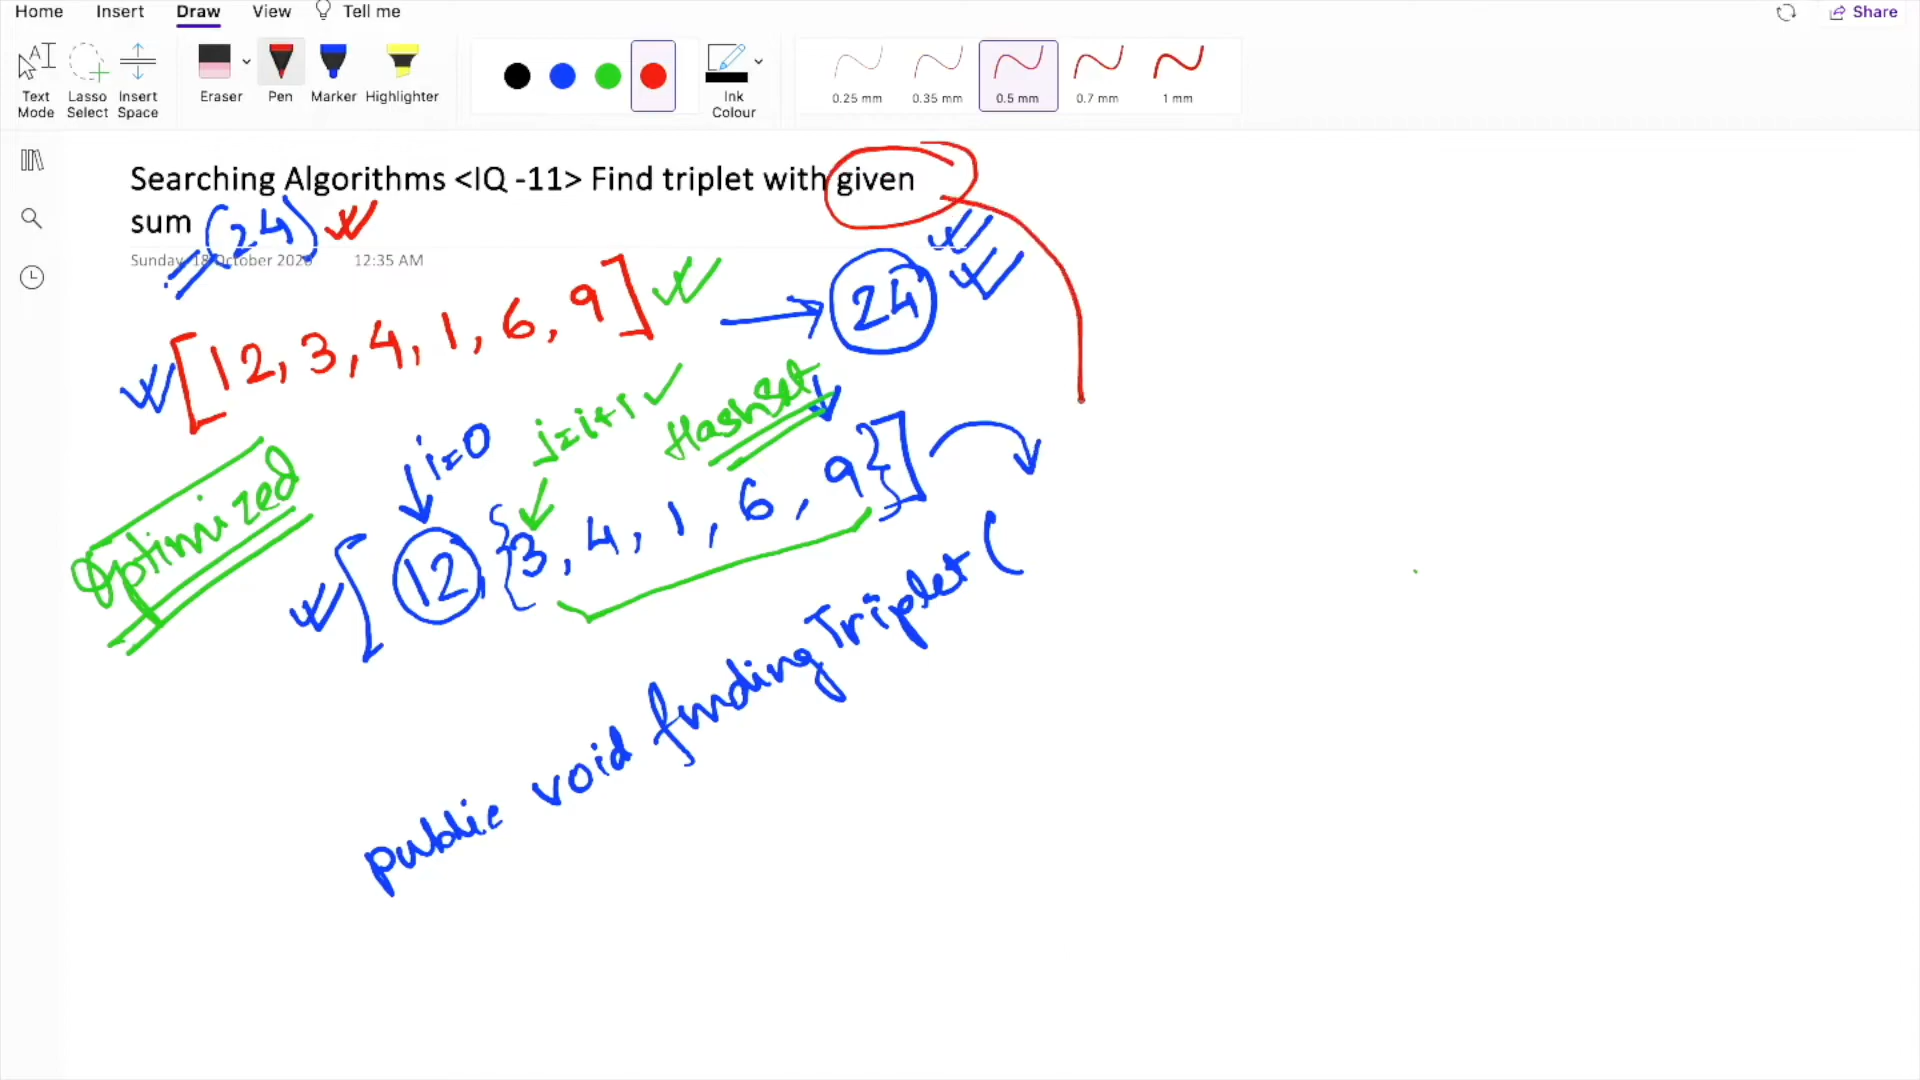 Home Insert Draw View Tell me Share
Text Mode Lasso Select Insert Space Eraser Pen Marker Highlighter Ink Colour 0.25 mm 0.35 mm 0.5 mm 0.7 mm 1 mm
Searching Algorithms <IQ -11> Find triplet with given
sum (24)
Sunday, 18 October 2020 12:35 AM
[12, 3, 4, 1, 6, 9] → 24
i=0 j=i+1 HashSet
Optimized
[12, {3, 4, 1, 6, 9}]
public void findingTriplet(